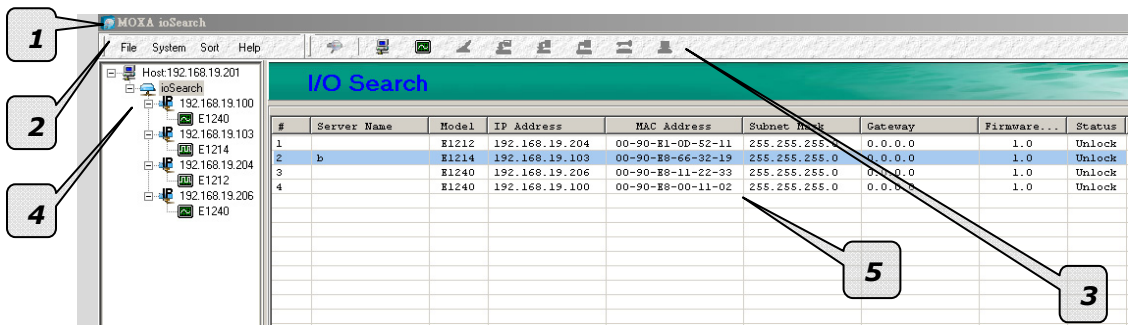 MOXA ioSearch
1
File System Sort Help
2
3
4
5
Host:192.168.19.201
ioSearch
192.168.19.100
E1240
192.168.19.103
E1214
192.168.19.204
E1212
192.168.19.206
E1240
I/O Search
# Server Name Model IP Address MAC Address Subnet Mask Gateway Firmware... Status
1 E1212 192.168.19.204 00-90-E1-0D-52-11 255.255.255.0 0.0.0.0 1.0 Unlock
2 b E1214 192.168.19.103 00-90-E8-66-32-19 255.255.255.0 0.0.0.0 1.0 Unlock
3 E1240 192.168.19.206 00-90-E8-11-22-33 255.255.255.0 0.0.0.0 1.0 Unlock
4 E1240 192.168.19.100 00-90-E8-00-11-02 255.255.255.0 0.0.0.0 1.0 Unlock